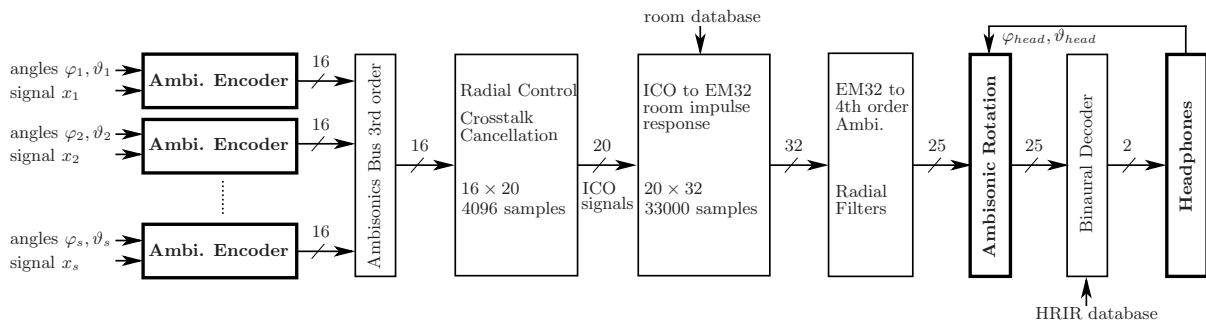 room database
angles φ₁, ϑ₁
signal x₁
Ambi. Encoder
16
angles φ₂, ϑ₂
signal x₂
Ambi. Encoder
16
angles φₛ, ϑₛ
signal xₛ
Ambi. Encoder
16
Ambisonics Bus 3rd order
16
Radial Control
Crosstalk
Cancellation
16 × 20
4096 samples
20
ICO
signals
ICO to EM32
room impulse
response
20 × 32
33000 samples
32
EM32 to
4th order
Ambi.
Radial
Filters
25
Ambisonic Rotation
φhead, ϑhead
25
Binaural Decoder
2
Headphones
HRIR database